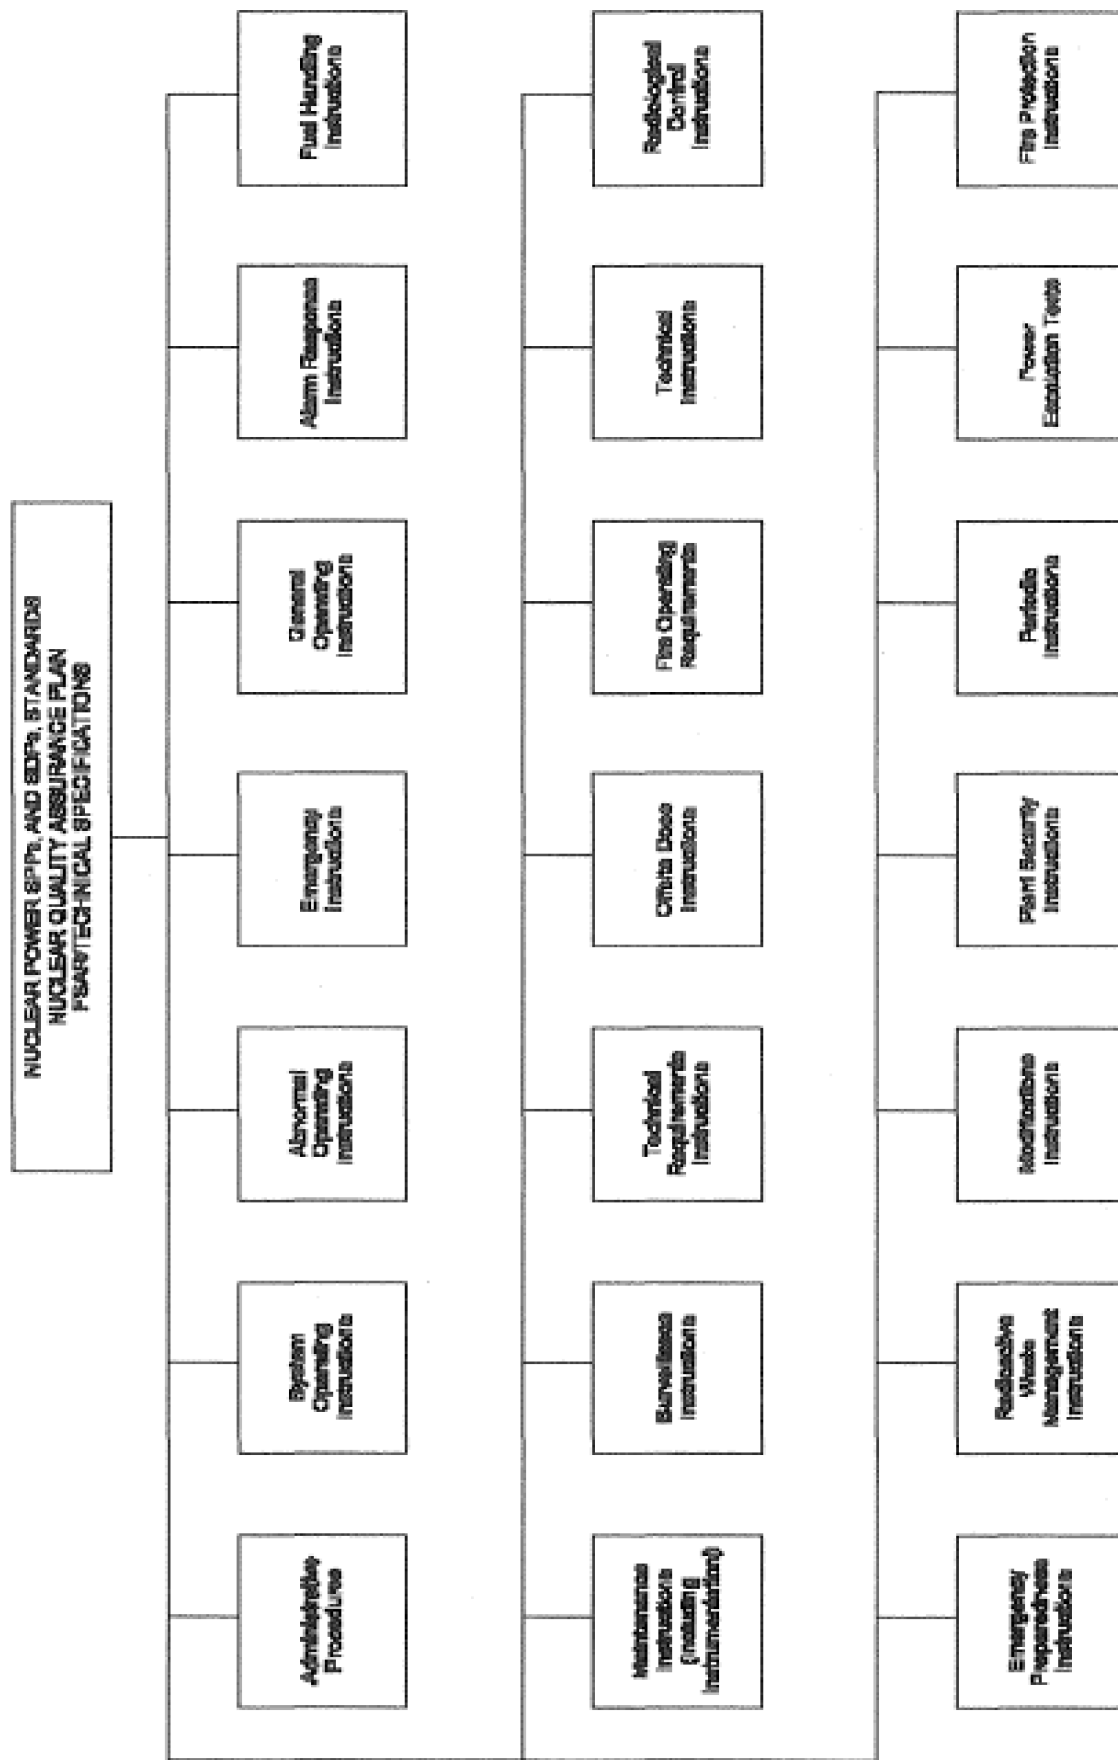 NUCLEAR POWER SPPs, AND SDPs, STANDARDS
NUCLEAR QUALITY ASSURANCE PLAN
FSAR/TECHNICAL SPECIFICATIONS
Administrative
Procedures
System
Operating
Instructions
Abnormal
Operating
Instructions
Emergency
Instructions
General
Operating
Instructions
Alarm Response
Instructions
Fuel Handling
Instructions
Maintenance
Instructions
(Including
Instrumentation)
Surveillance
Instructions
Technical
Requirements
Instructions
Offsite Dose
Instructions
Fire Operating
Requirements
Technical
Instructions
Radiological
Control
Instructions
Emergency
Preparedness
Instructions
Radioactive
Waste
Management
Instructions
Modifications
Instructions
Plant Security
Instructions
Periodic
Instructions
Power
Escalation Tests
Fire Protection
Instructions